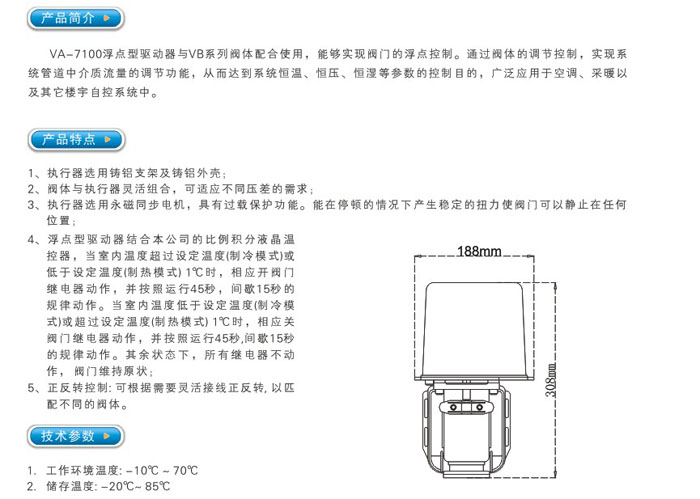 产品简介
VA-7100浮点型驱动器与VB系列阀体配合使用，能够实现阀门的浮点控制。通过阀体的调节控制，实现系
统管道中介质流量的调节功能，从而达到系统恒温、恒压、恒湿等参数的控制目的，广泛应用于空调、采暖以
及其它楼宇自控系统中。
产品特点
1、执行器选用铸铝支架及铸铝外壳；
2、阀体与执行器灵活组合，可适应不同压差的需求；
3、执行器选用永磁同步电机，具有过载保护功能。能在停顿的情况下产生稳定的扭力使阀门可以静止在任何
位置；
4、浮点型驱动器结合本公司的比例积分液晶温
控器，当室内温度超过设定温度(制冷模式)或
低于设定温度(制热模式) 1℃时，相应开阀门
继电器动作，并按照运行45秒，间歇15秒的
规律动作。当室内温度低于设定温度(制冷模
式)或超过设定温度(制热模式) 1℃时，相应关
阀门继电器动作，并按照运行45秒,间歇15秒
的规律动作。其余状态下，所有继电器不动
作， 阀门维持原状；
5、正反转控制: 可根据需要灵活接线正反转, 以匹
配不同的阀体。
188mm
308mm
技术参数
1. 工作环境温度: -10℃ ~ 70℃
2. 储存温度: -20℃~ 85℃